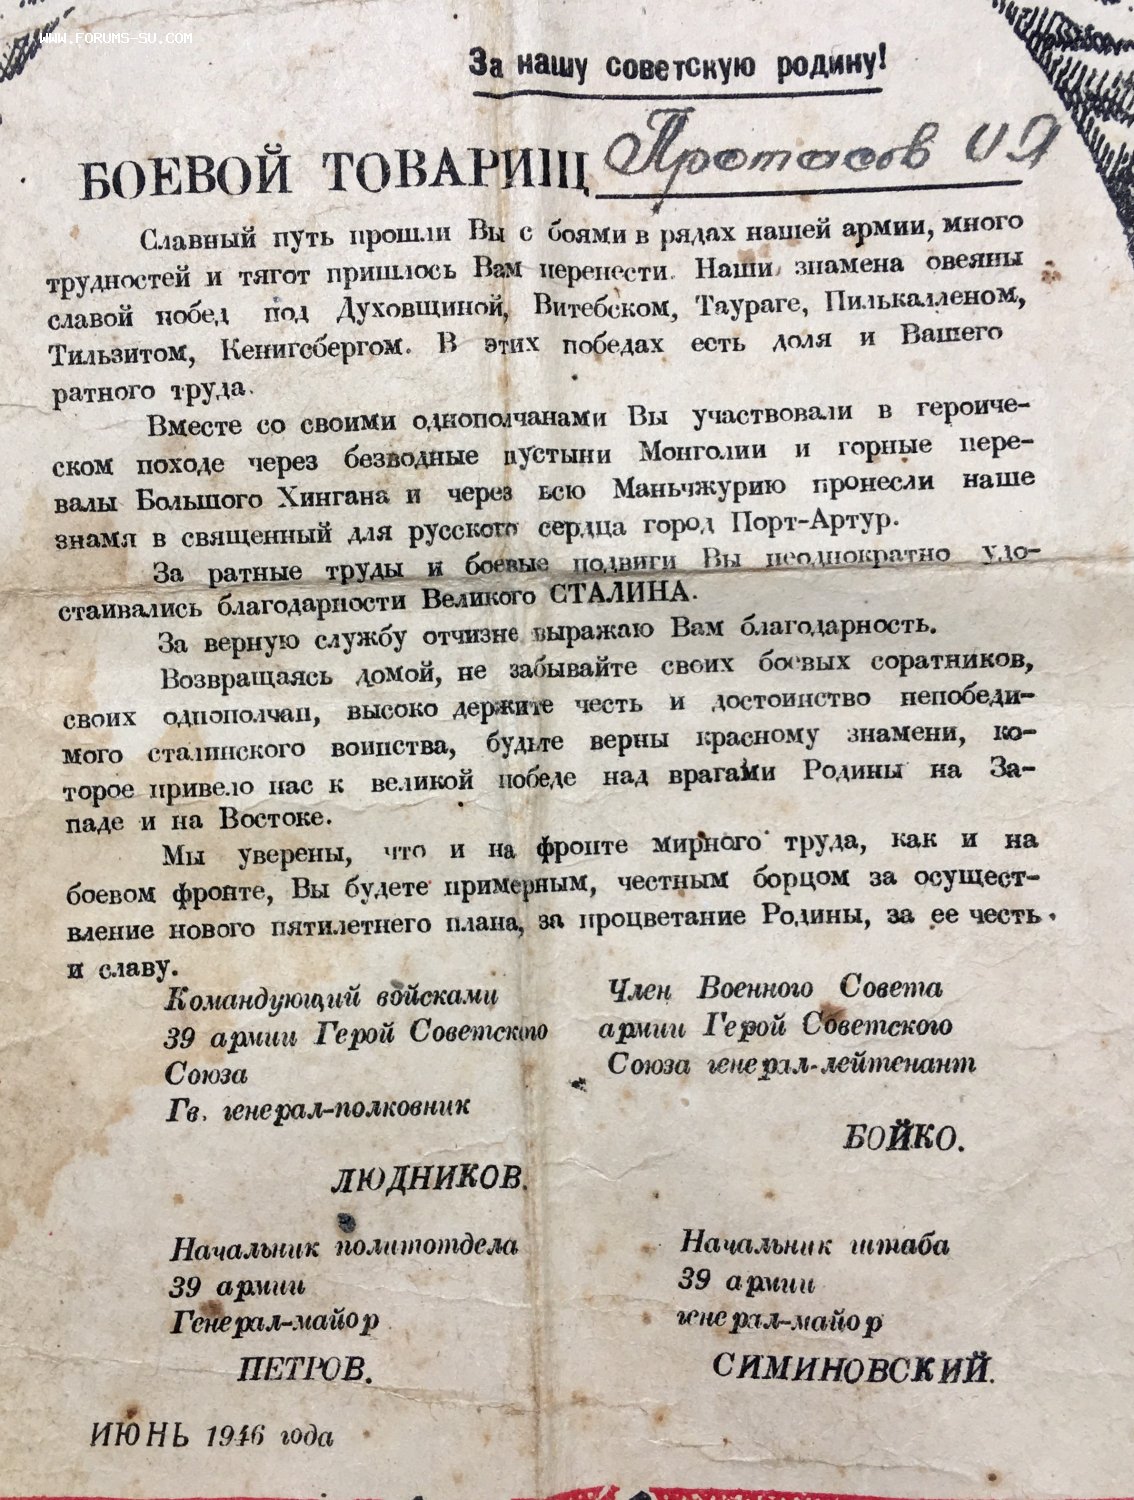 WWW.FORUMS-SU.COM
За нашу советскую родину!
БОЕВОЙ ТОВАРИЩ Протасов И Я
Славный путь прошли Вы с боями в рядах нашей армии, много
трудностей и тягот пришлось Вам перенести. Наши знамена овеяны
славой побед под Духовщиной, Витебском, Таураге, Пилькалленом,
Тильзитом, Кенигсбергом. В этих победах есть доля и Вашего
ратного труда.
Вместе со своими однополчанами Вы участвовали в героиче-
ском походе через безводные пустыни Монголии и горные пере-
валы Большого Хингана и через всю Маньчжурию пронесли наше
знамя в священный для русского сердца город Порт-Артур.
За ратные труды и боевые подвиги Вы неоднократно удо-
стаивались благодарности Великого СТАЛИНА.
За верную службу отчизне выражаю Вам благодарность.
Возвращаясь домой, не забывайте своих боевых соратников,
своих однополчан, высоко держите честь и достоинство непобеди-
мого сталинского воинства, будьте верны красному знамени, ко-
торое привело нас к великой победе над врагами Родины на За-
паде и на Востоке.
Мы уверены, что и на фронте мирного труда, как и на
боевом фронте, Вы будете примерным, честным борцом за осущест-
вление нового пятилетнего плана, за процветание Родины, за ее честь
и славу.
Командующий войсками
39 армии Герой Советского
Союза
Гв. генерал-полковник
ЛЮДНИКОВ.
Член Военного Совета
армии Герой Советского
Союза генерал-лейтенант
БОЙКО.
Начальник политотдела
39 армии
Генерал-майор
ПЕТРОВ.
Начальник штаба
39 армии
генерал-майор
СИМИНОВСКИЙ.
ИЮНЬ 1946 года